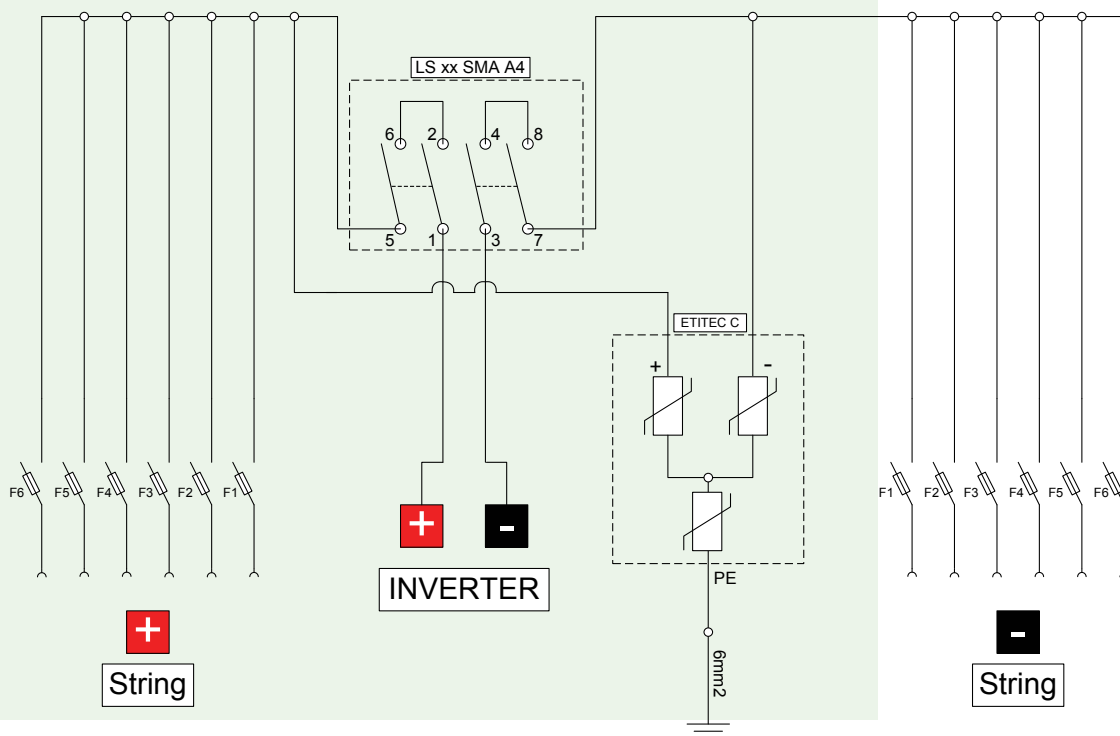 LS xx SMA A4
6 2 4 8
5 1 3 7
ETITEC C
+ -
F6 F5 F4 F3 F2 F1
F1 F2 F3 F4 F5 F6
+ -
INVERTER
PE
6mm2
+
String
-
String